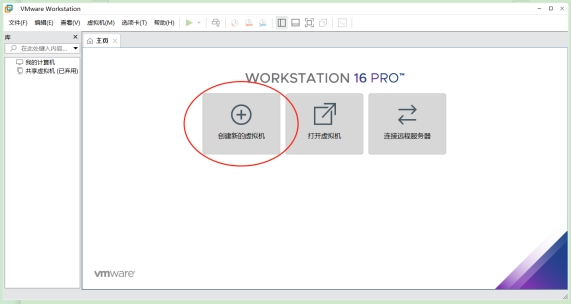 VMware Workstation
文件(F) 编辑(E) 查看(V) 虚拟机(M) 选项卡(T) 帮助(H)
库
在此处键入内容...
我的计算机
共享虚拟机 (已弃用)
主页
WORKSTATION 16 PRO™
创建新的虚拟机
打开虚拟机
连接远程服务器
vmware